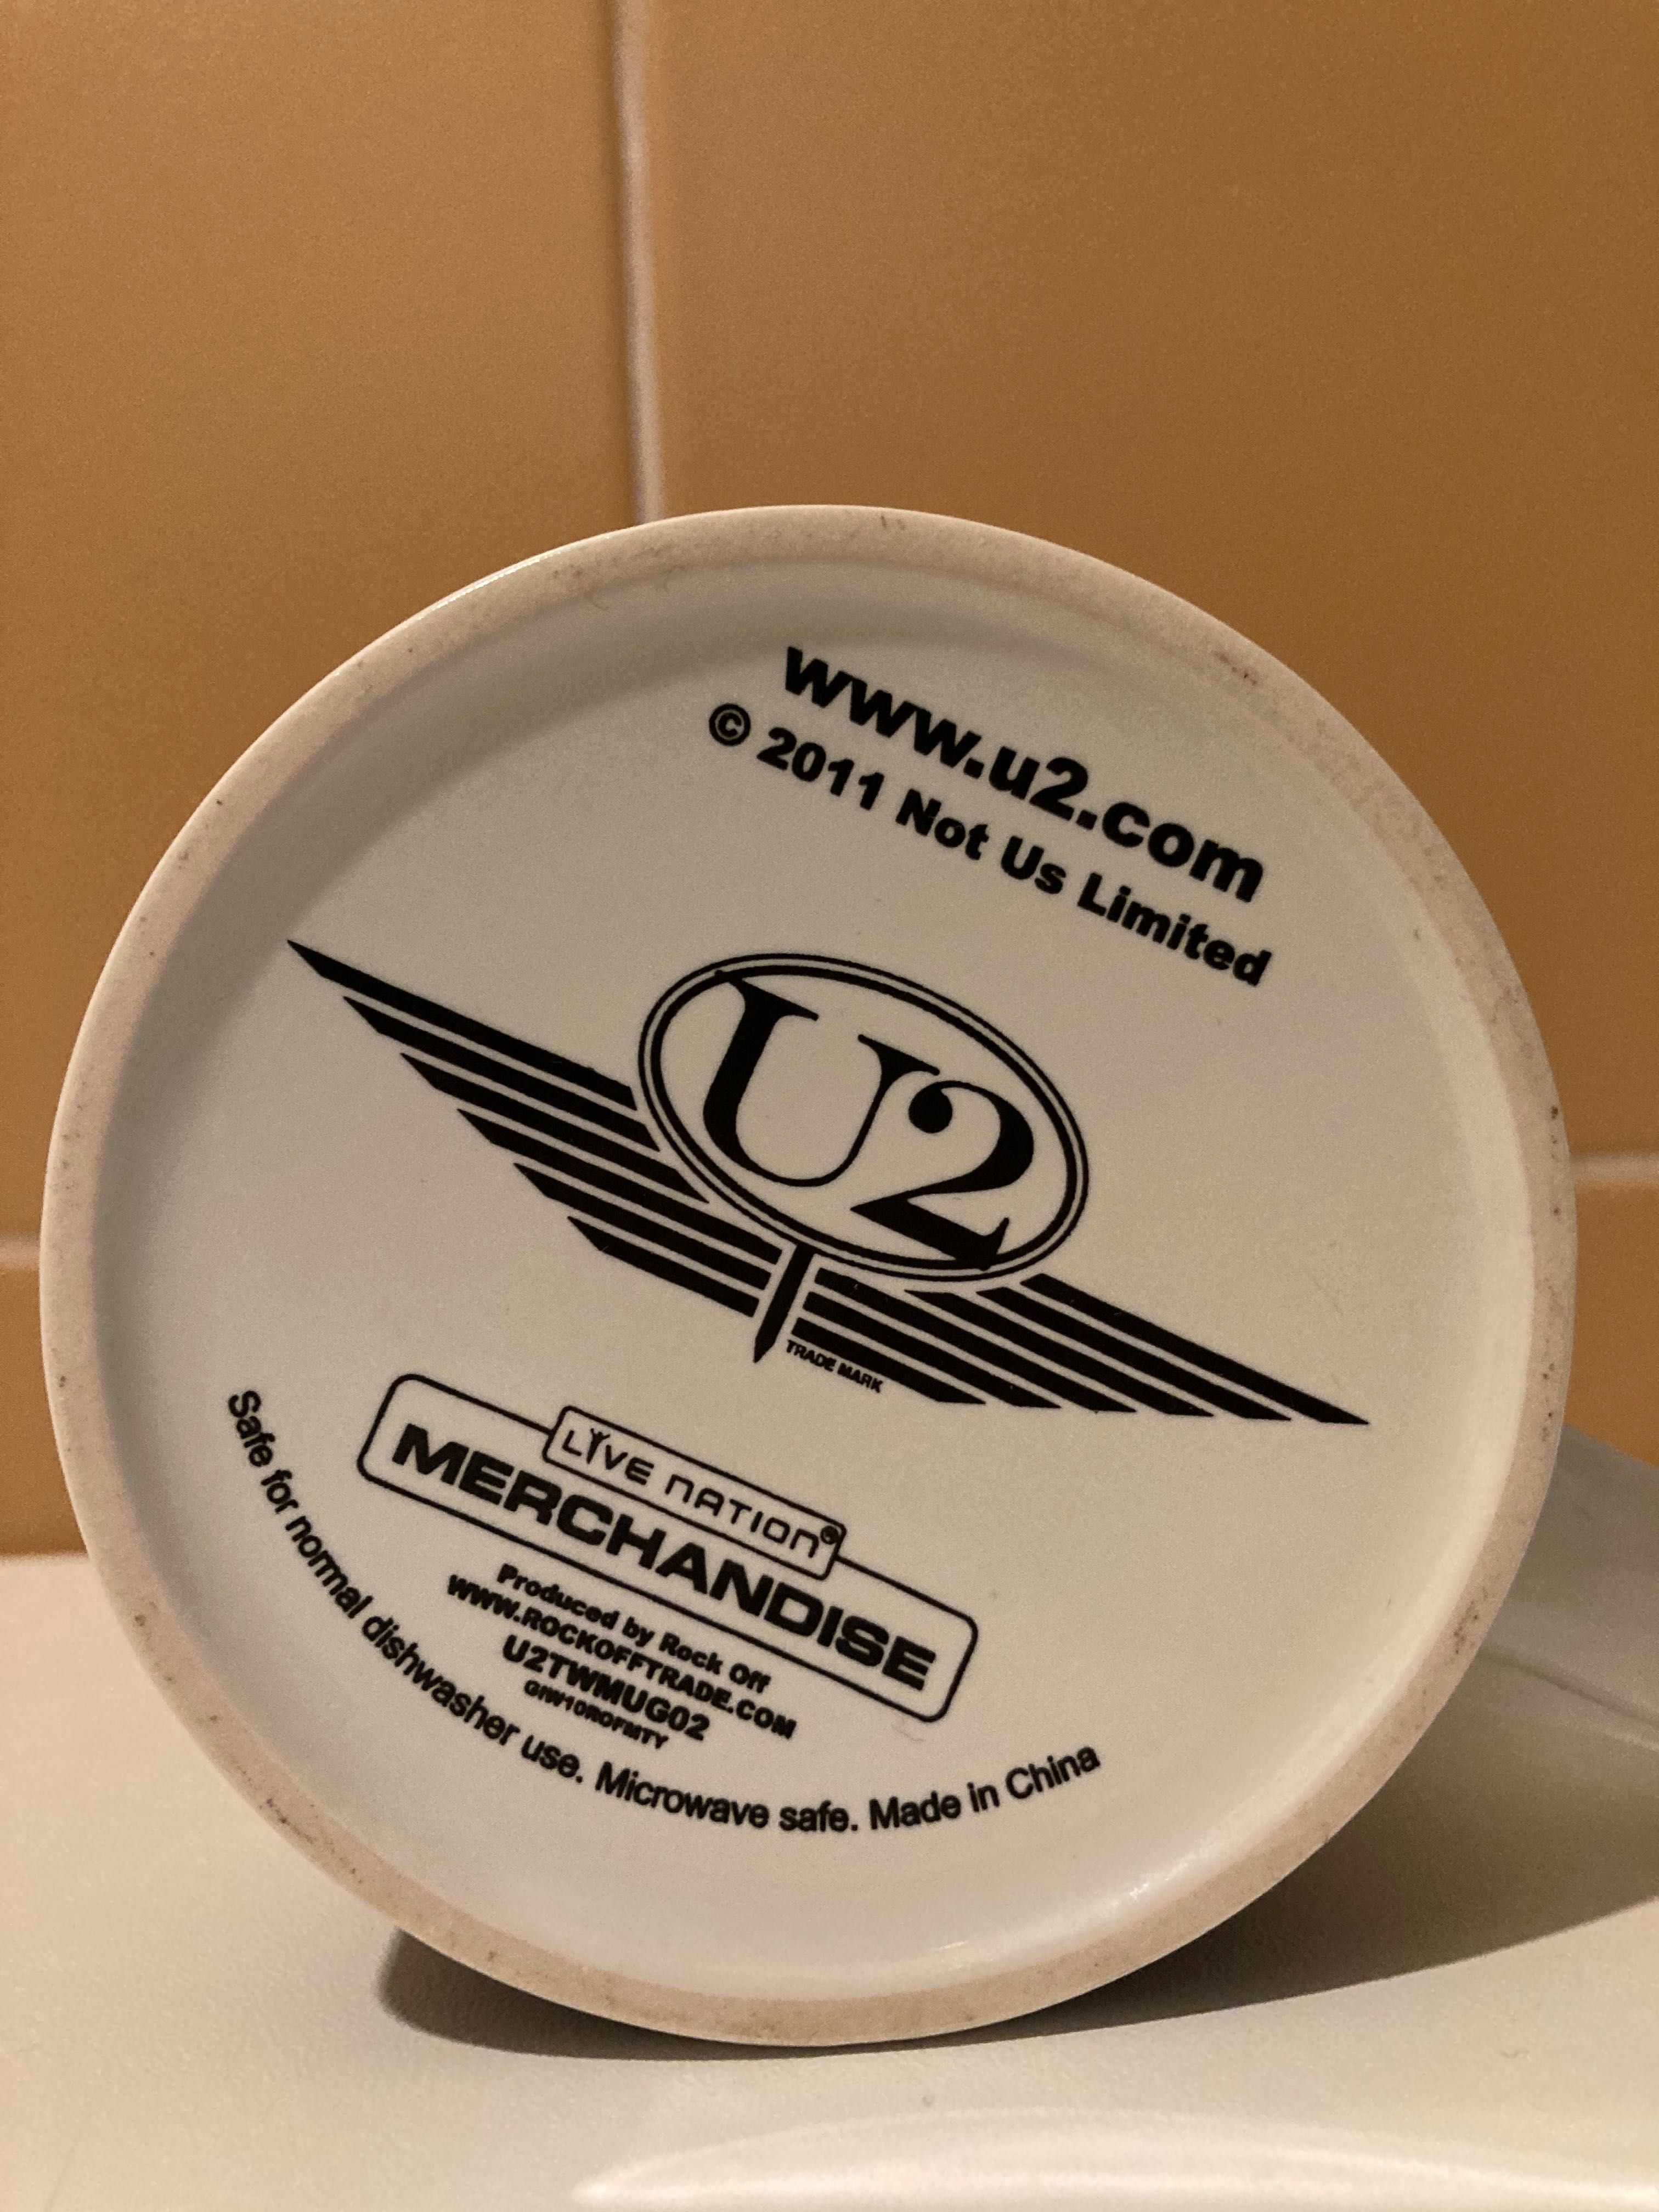 www.u2.com
© 2011 Not Us Limited
U2
TRADE MARK
LIVE NATION®
MERCHANDISE
Produced by Rock Off
WWW.ROCKOFFTRADE.COM
U2TWMUG02
GIW10ROFMTY
Safe for normal dishwasher use. Microwave safe. Made in China